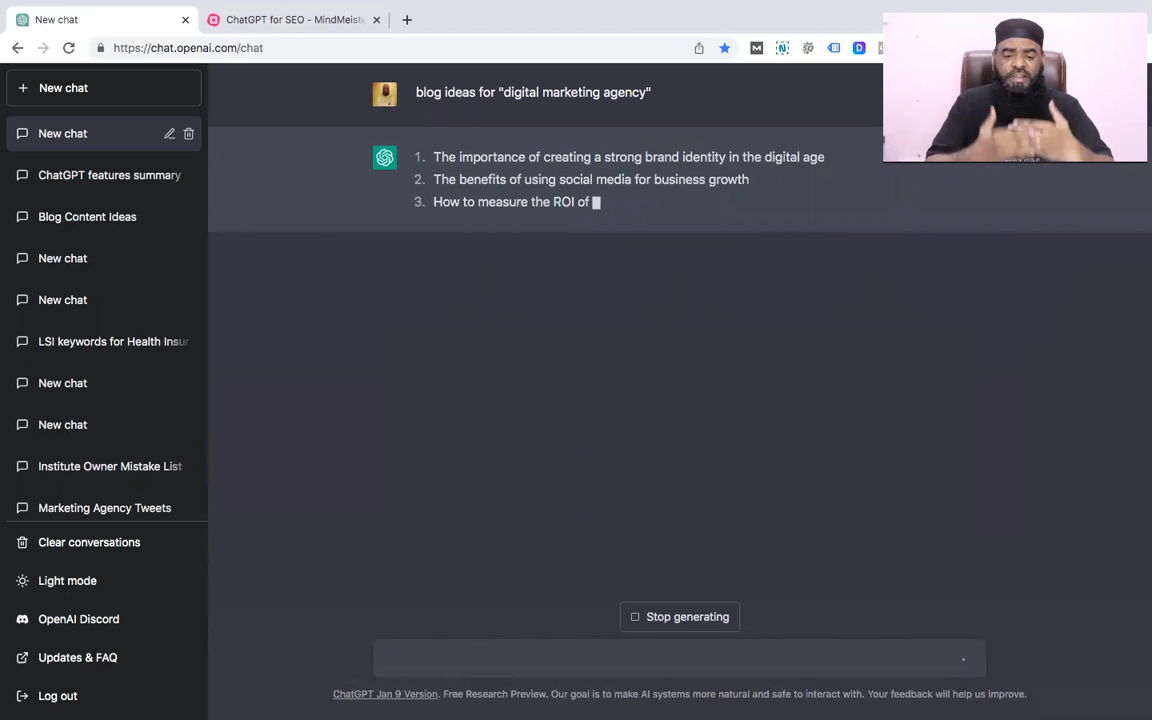 New chat
ChatGPT for SEO - MindMeiste
https://chat.openai.com/chat
New chat
New chat
ChatGPT features summary
Blog Content Ideas
New chat
New chat
LSI keywords for Health Insur
New chat
New chat
Institute Owner Mistake List
Marketing Agency Tweets
Clear conversations
Light mode
OpenAI Discord
Updates & FAQ
Log out
blog ideas for "digital marketing agency"
1. The importance of creating a strong brand identity in the digital age
2. The benefits of using social media for business growth
3. How to measure the ROI of
Stop generating
ChatGPT Jan 9 Version. Free Research Preview. Our goal is to make AI systems more natural and safe to interact with. Your feedback will help us improve.